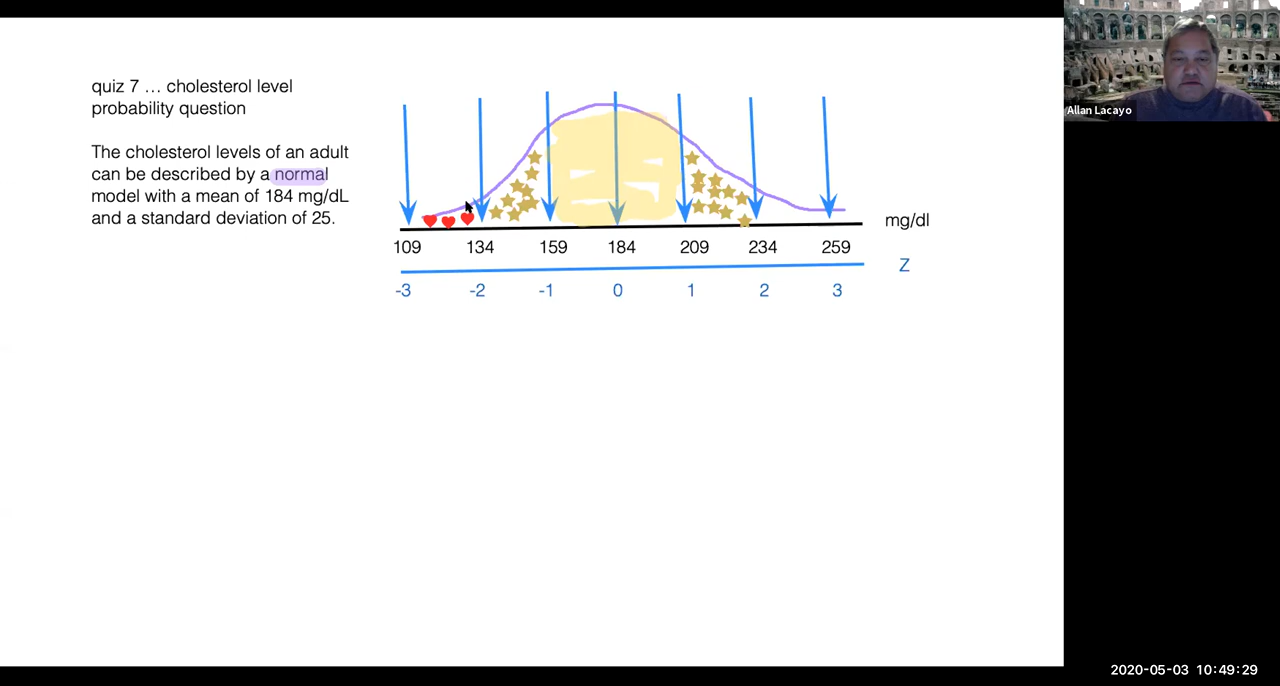 quiz 7 ... cholesterol level
probability question
The cholesterol levels of an adult
can be described by a normal
model with a mean of 184 mg/dL
and a standard deviation of 25.
109 134 159 184 209 234 259 mg/dl
-3 -2 -1 0 1 2 3 Z
Allan Lacayo
2020-05-03 10:49:29